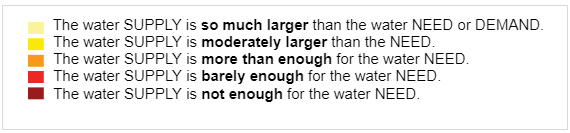 The water SUPPLY is so much larger than the water NEED or DEMAND.
The water SUPPLY is moderately larger than the NEED.
The water SUPPLY is more than enough for the water NEED.
The water SUPPLY is barely enough for the water NEED.
The water SUPPLY is not enough for the water NEED.